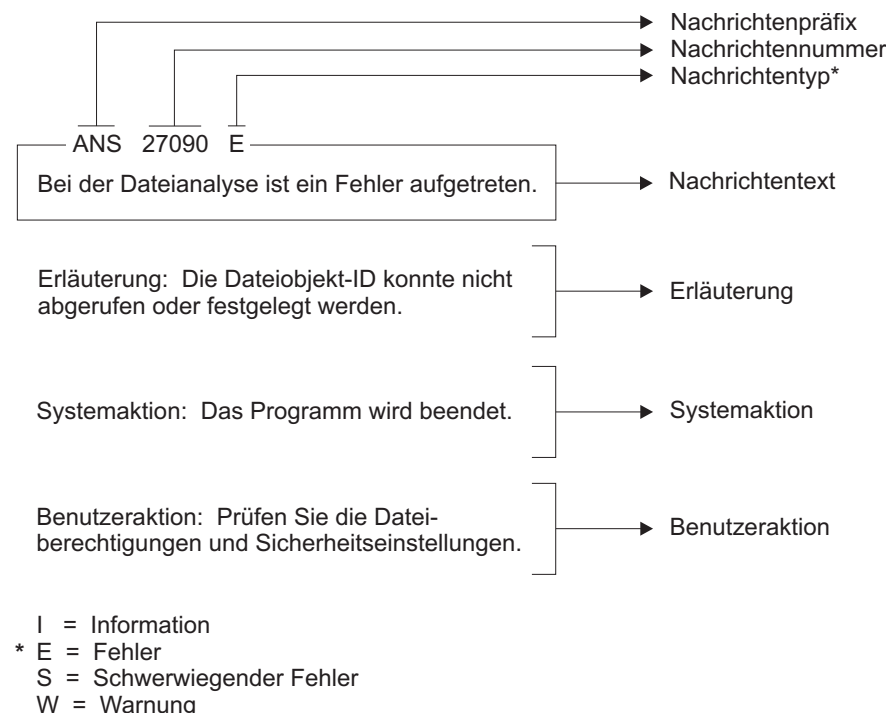 Nachrichtenpräfix
Nachrichtennummer
Nachrichtentyp*
ANS 27090 E
Bei der Dateianalyse ist ein Fehler aufgetreten.
Nachrichtentext
Erläuterung: Die Dateiobjekt-ID konnte nicht
abgerufen oder festgelegt werden.
Erläuterung
Systemaktion: Das Programm wird beendet.
Systemaktion
Benutzeraktion: Prüfen Sie die Datei-
berechtigungen und Sicherheitseinstellungen.
Benutzeraktion
I = Information
* E = Fehler
S = Schwerwiegender Fehler
W = Warnung